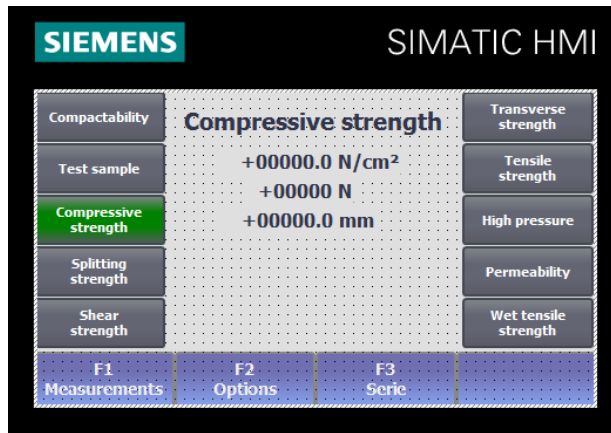 SIEMENS
SIMATIC HMI
Compactability
Test sample
Compressive
strength
Splitting
strength
Shear
strength
Compressive strength
+00000.0 N/cm²
+00000 N
+00000.0 mm
Transverse
strength
Tensile
strength
High pressure
Permeability
Wet tensile
strength
F1
Measurements
F2
Options
F3
Serie